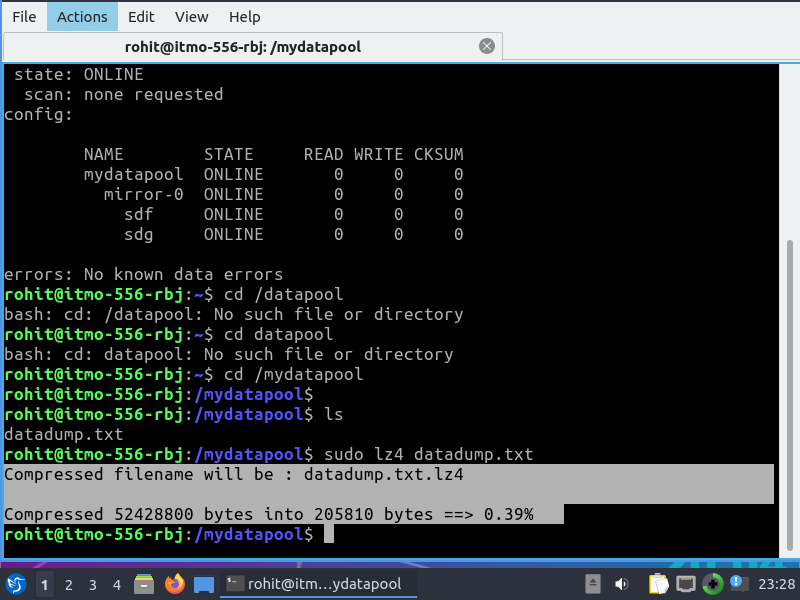 File Actions Edit View Help
rohit@itmo-556-rbj: /mydatapool
state: ONLINE
scan: none requested
config:
NAME STATE READ WRITE CKSUM
mydatapool ONLINE 0 0 0
mirror-0 ONLINE 0 0 0
sdf ONLINE 0 0 0
sdg ONLINE 0 0 0
errors: No known data errors
rohit@itmo-556-rbj:~$ cd /datapool
bash: cd: /datapool: No such file or directory
rohit@itmo-556-rbj:~$ cd datapool
bash: cd: datapool: No such file or directory
rohit@itmo-556-rbj:~$ cd /mydatapool
rohit@itmo-556-rbj:/mydatapool$
rohit@itmo-556-rbj:/mydatapool$ ls
datadump.txt
rohit@itmo-556-rbj:/mydatapool$ sudo lz4 datadump.txt
Compressed filename will be : datadump.txt.lz4
Compressed 52428800 bytes into 205810 bytes ==> 0.39%
rohit@itmo-556-rbj:/mydatapool$
1 2 3 4 rohit@itm…ydatapool 23:28